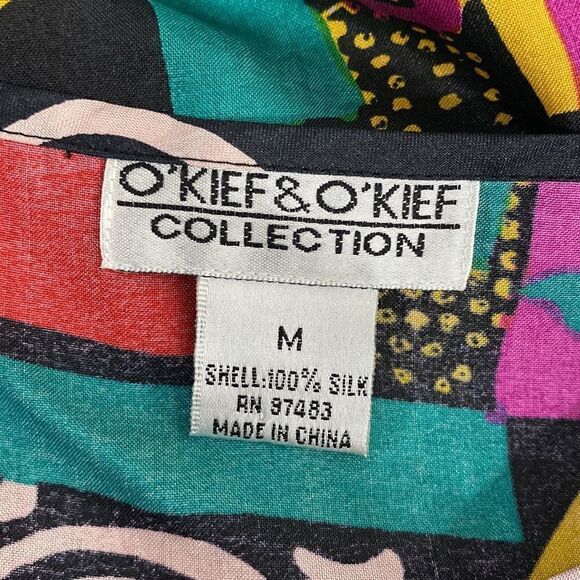 O'KIEF&O'KIEF
COLLECTION
M
SHELL:100% SILK
RN 97483
MADE IN CHINA